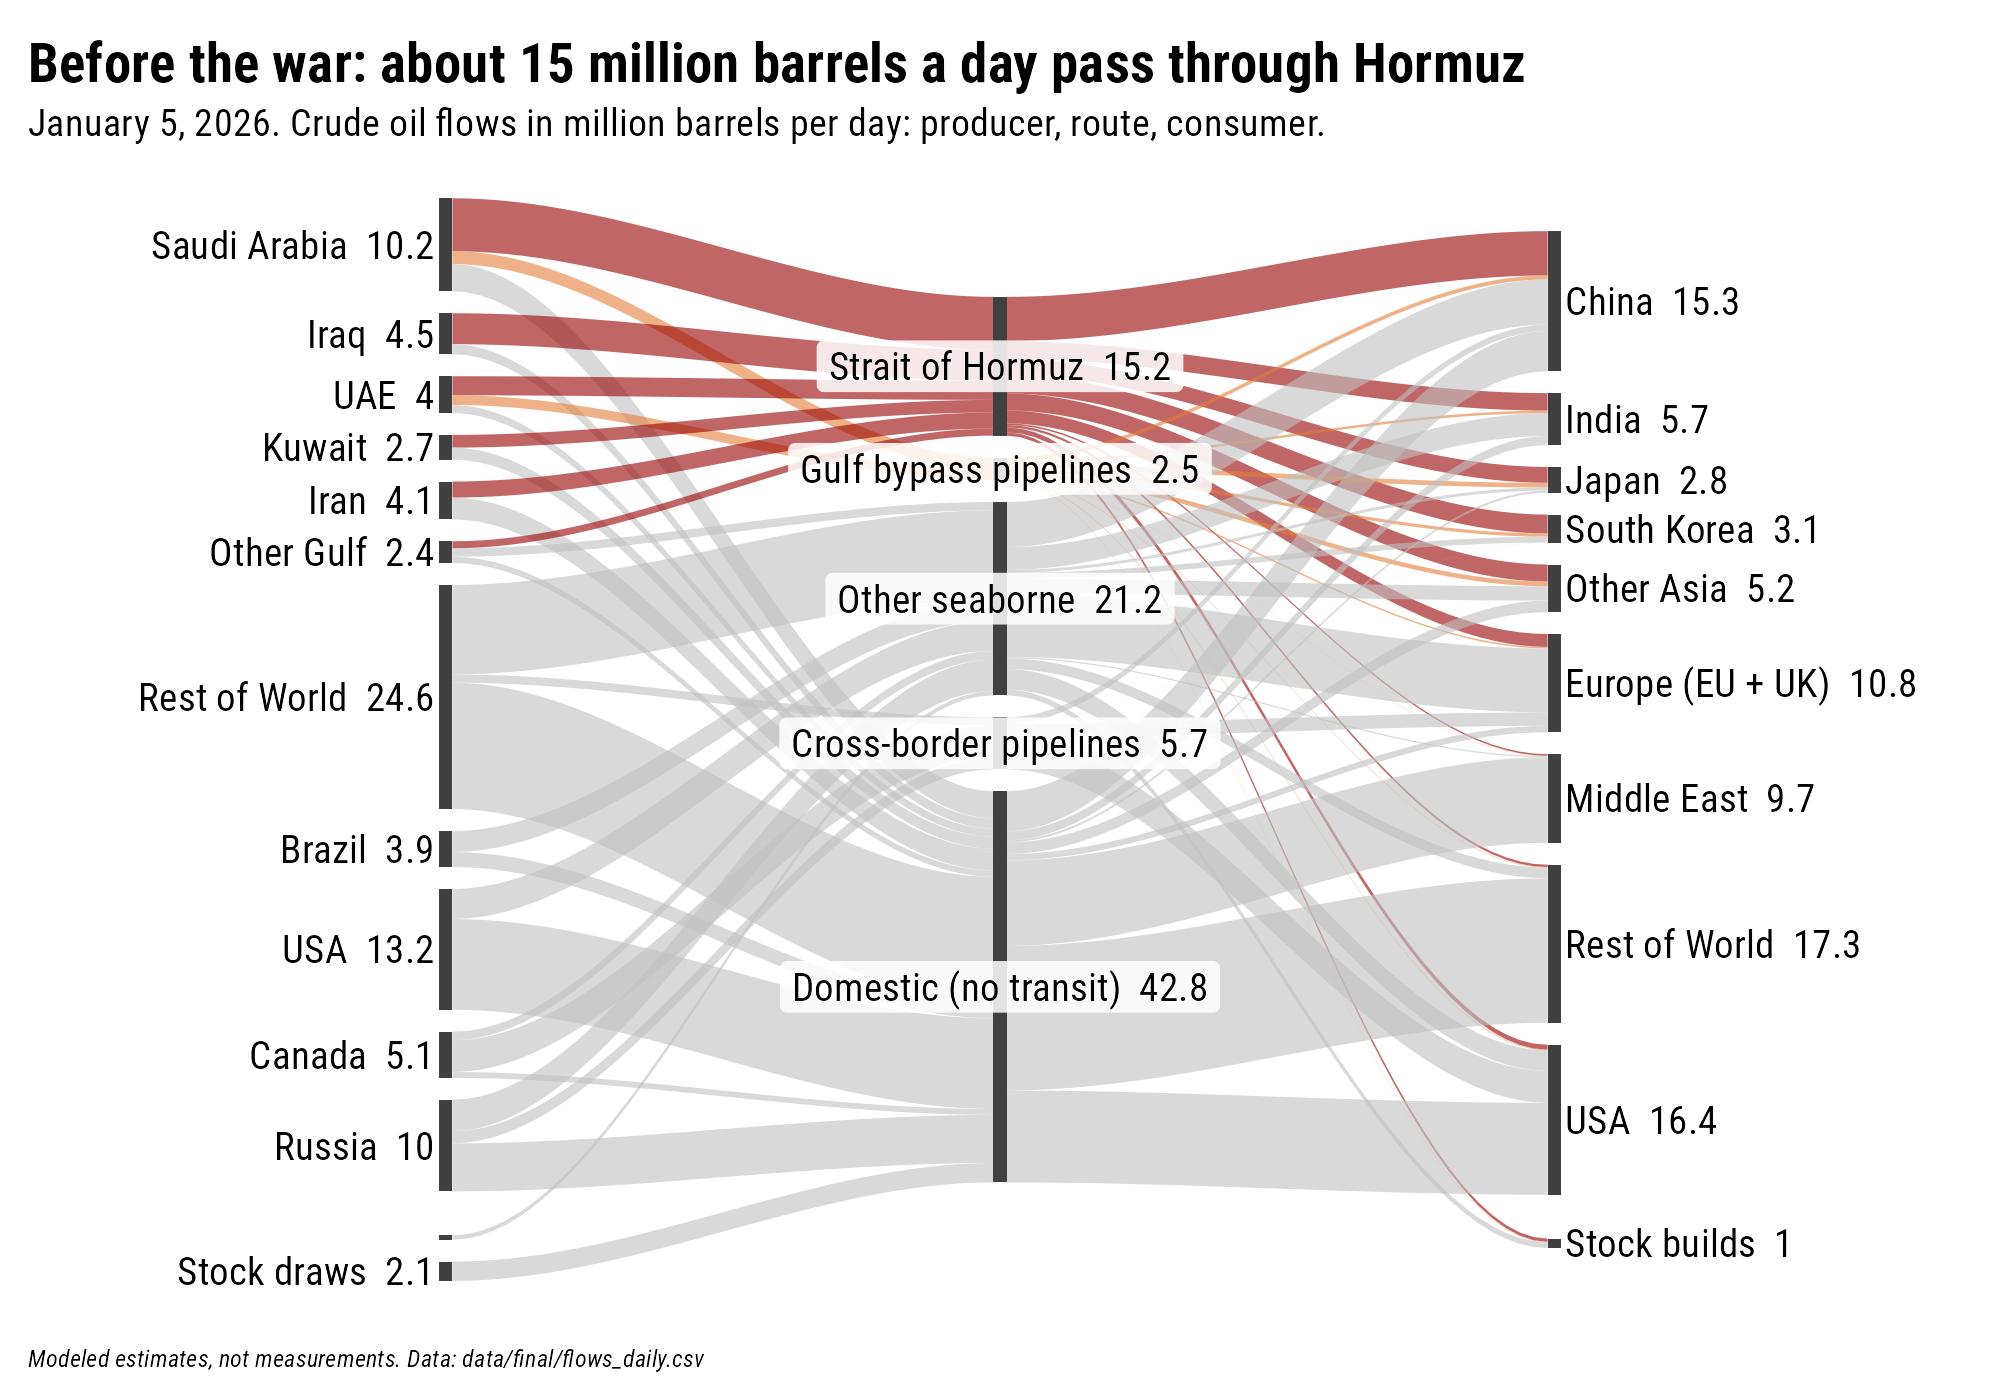 Before the war: about 15 million barrels a day pass through Hormuz
January 5, 2026. Crude oil flows in million barrels per day: producer, route, consumer.
Saudi Arabia 10.2
Iraq 4.5
UAE 4
Kuwait 2.7
Iran 4.1
Other Gulf 2.4
Rest of World 24.6
Brazil 3.9
USA 13.2
Canada 5.1
Russia 10
Stock draws 2.1
Strait of Hormuz 15.2
Gulf bypass pipelines 2.5
Other seaborne 21.2
Cross-border pipelines 5.7
Domestic (no transit) 42.8
China 15.3
India 5.7
Japan 2.8
South Korea 3.1
Other Asia 5.2
Europe (EU + UK) 10.8
Middle East 9.7
Rest of World 17.3
USA 16.4
Stock builds 1
Modeled estimates, not measurements. Data: data/final/flows_daily.csv